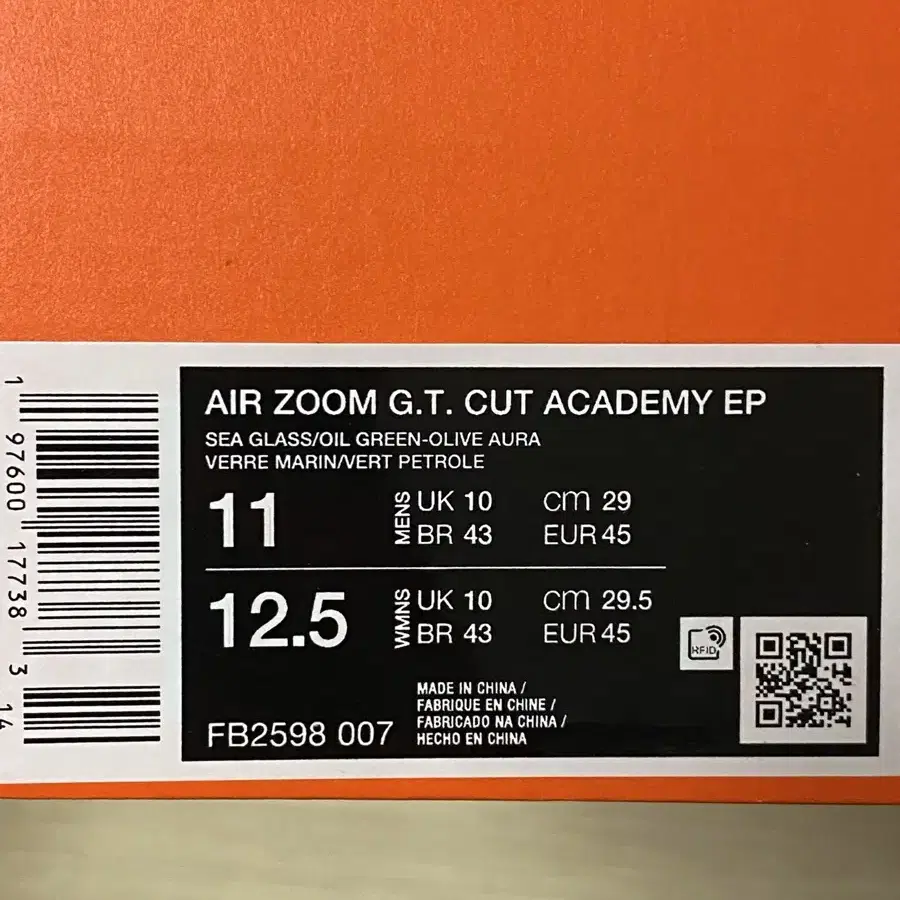 AIR ZOOM G.T. CUT ACADEMY EP
SEA GLASS/OIL GREEN-OLIVE AURA
VERRE MARIN/VERT PETROLE
11 MENS UK 10 cm 29
BR 43 EUR 45
12.5 WMNS UK 10 cm 29.5
BR 43 EUR 45
RFID
MADE IN CHINA /
FABRIQUE EN CHINE /
FABRICADO NA CHINA /
HECHO EN CHINA
FB2598 007
1 97600 17738 3 14